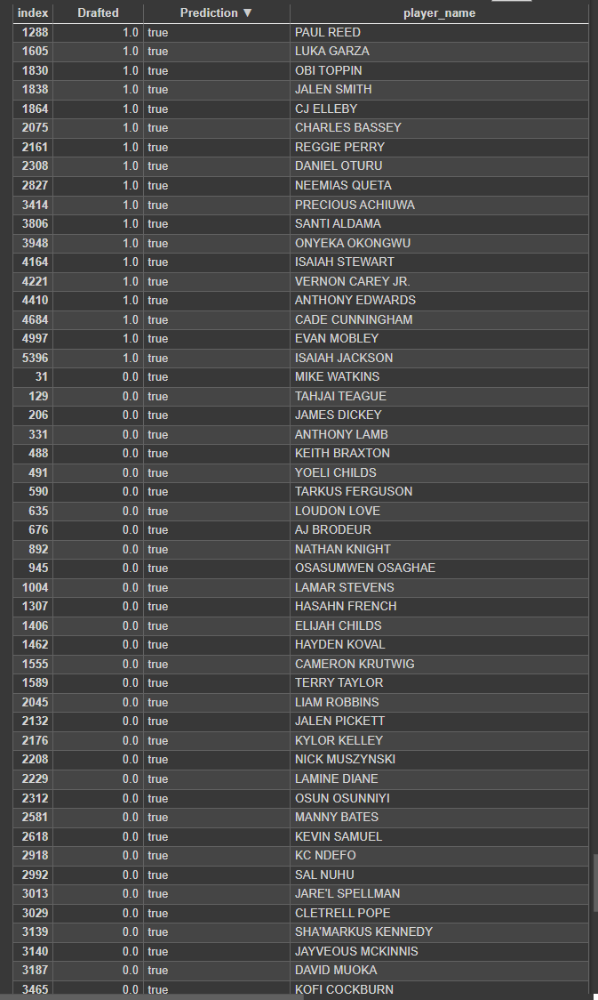 index Drafted Prediction ▼ player_name
1288 1.0 true PAUL REED
1605 1.0 true LUKA GARZA
1830 1.0 true OBI TOPPIN
1838 1.0 true JALEN SMITH
1864 1.0 true CJ ELLEBY
2075 1.0 true CHARLES BASSEY
2161 1.0 true REGGIE PERRY
2308 1.0 true DANIEL OTURU
2827 1.0 true NEEMIAS QUETA
3414 1.0 true PRECIOUS ACHIUWA
3806 1.0 true SANTI ALDAMA
3948 1.0 true ONYEKA OKONGWU
4164 1.0 true ISAIAH STEWART
4221 1.0 true VERNON CAREY JR.
4410 1.0 true ANTHONY EDWARDS
4684 1.0 true CADE CUNNINGHAM
4997 1.0 true EVAN MOBLEY
5396 1.0 true ISAIAH JACKSON
31 0.0 true MIKE WATKINS
129 0.0 true TAHJAI TEAGUE
206 0.0 true JAMES DICKEY
331 0.0 true ANTHONY LAMB
488 0.0 true KEITH BRAXTON
491 0.0 true YOELI CHILDS
590 0.0 true TARKUS FERGUSON
635 0.0 true LOUDON LOVE
676 0.0 true AJ BRODEUR
892 0.0 true NATHAN KNIGHT
945 0.0 true OSASUMWEN OSAGHAE
1004 0.0 true LAMAR STEVENS
1307 0.0 true HASAHN FRENCH
1406 0.0 true ELIJAH CHILDS
1462 0.0 true HAYDEN KOVAL
1555 0.0 true CAMERON KRUTWIG
1589 0.0 true TERRY TAYLOR
2045 0.0 true LIAM ROBBINS
2132 0.0 true JALEN PICKETT
2176 0.0 true KYLOR KELLEY
2208 0.0 true NICK MUSZYNSKI
2229 0.0 true LAMINE DIANE
2312 0.0 true OSUN OSUNNIYI
2581 0.0 true MANNY BATES
2618 0.0 true KEVIN SAMUEL
2918 0.0 true KC NDEFO
2992 0.0 true SAL NUHU
3013 0.0 true JARE'L SPELLMAN
3029 0.0 true CLETRELL POPE
3139 0.0 true SHA'MARKUS KENNEDY
3140 0.0 true JAYVEOUS MCKINNIS
3187 0.0 true DAVID MUOKA
3465 0.0 true KOFI COCKBURN